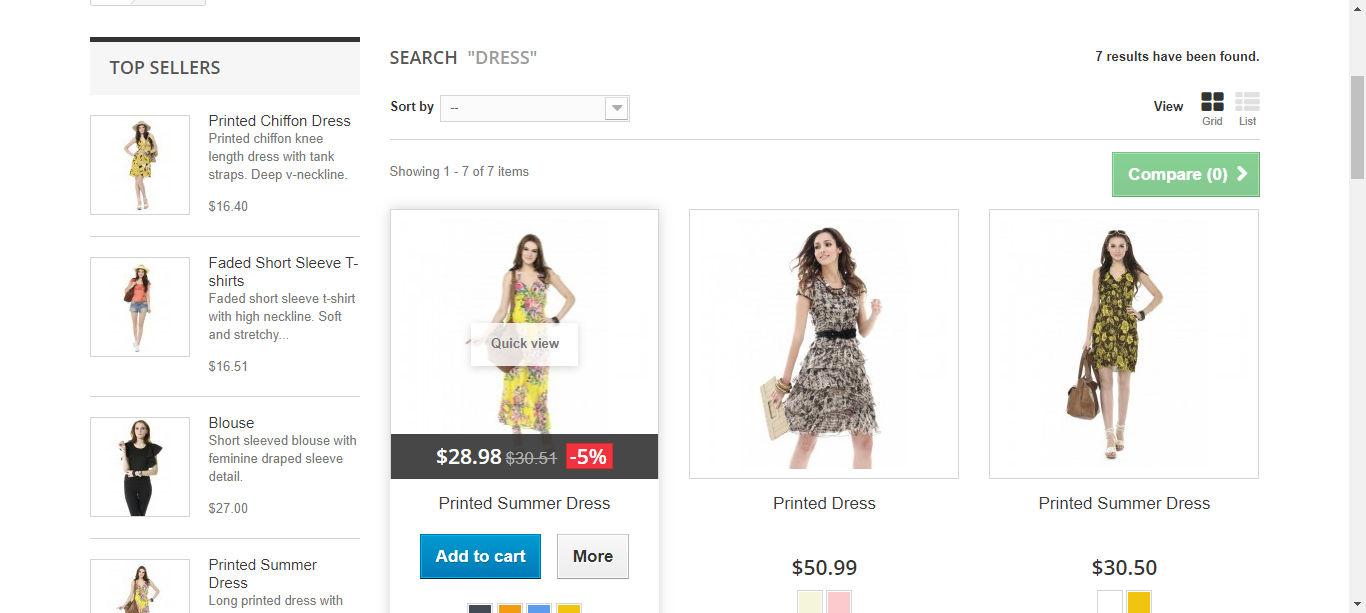 TOP SELLERS
Printed Chiffon Dress
Printed chiffon knee
length dress with tank
straps. Deep v-neckline.
$16.40
Faded Short Sleeve T-
shirts
Faded short sleeve t-shirt
with high neckline. Soft
and stretchy...
$16.51
Blouse
Short sleeved blouse with
feminine draped sleeve
detail.
$27.00
Printed Summer
Dress
Long printed dress with
SEARCH "DRESS"
7 results have been found.
Sort by --
View
Grid List
Showing 1 - 7 of 7 items
Compare (0)
Quick view
$28.98 $30.51 -5%
Printed Summer Dress
Add to cart More
Printed Dress
$50.99
Printed Summer Dress
$30.50